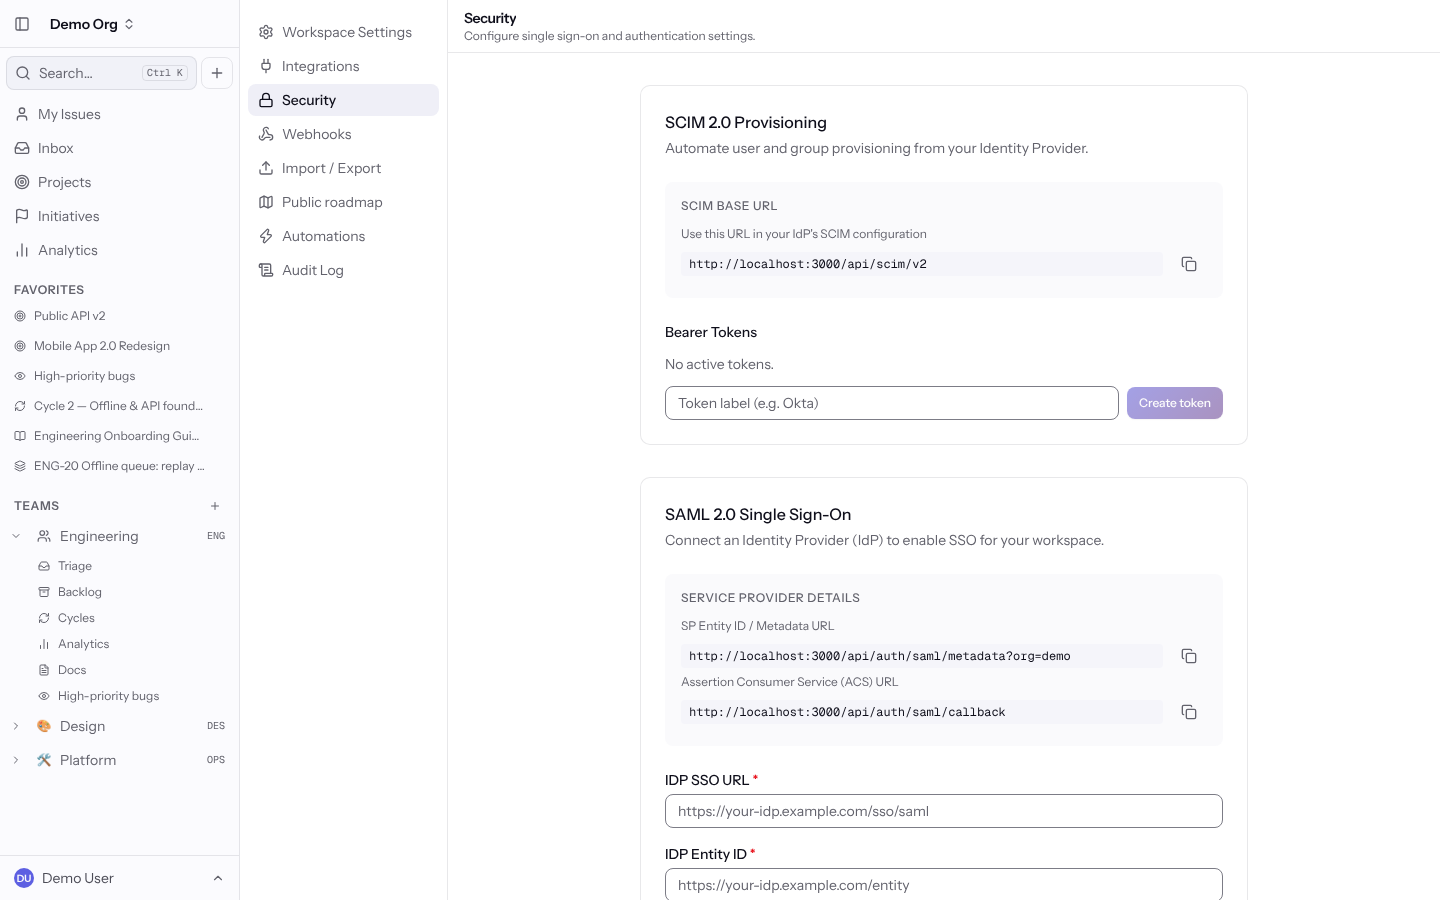 Demo Org
Search...
Ctrl K
My Issues
Inbox
Projects
Initiatives
Analytics
FAVORITES
Public API v2
Mobile App 2.0 Redesign
High-priority bugs
Cycle 2 — Offline & API found...
Engineering Onboarding Gui...
ENG-20 Offline queue: replay ...
TEAMS
Engineering
ENG
Triage
Backlog
Cycles
Analytics
Docs
High-priority bugs
Design
DES
Platform
OPS
DU
Demo User
Workspace Settings
Integrations
Security
Webhooks
Import / Export
Public roadmap
Automations
Audit Log
Security
Configure single sign-on and authentication settings.
SCIM 2.0 Provisioning
Automate user and group provisioning from your Identity Provider.
SCIM BASE URL
Use this URL in your IdP's SCIM configuration
http://localhost:3000/api/scim/v2
Bearer Tokens
No active tokens.
Token label (e.g. Okta)
Create token
SAML 2.0 Single Sign-On
Connect an Identity Provider (IdP) to enable SSO for your workspace.
SERVICE PROVIDER DETAILS
SP Entity ID / Metadata URL
http://localhost:3000/api/auth/saml/metadata?org=demo
Assertion Consumer Service (ACS) URL
http://localhost:3000/api/auth/saml/callback
IDP SSO URL *
https://your-idp.example.com/sso/saml
IDP Entity ID *
https://your-idp.example.com/entity